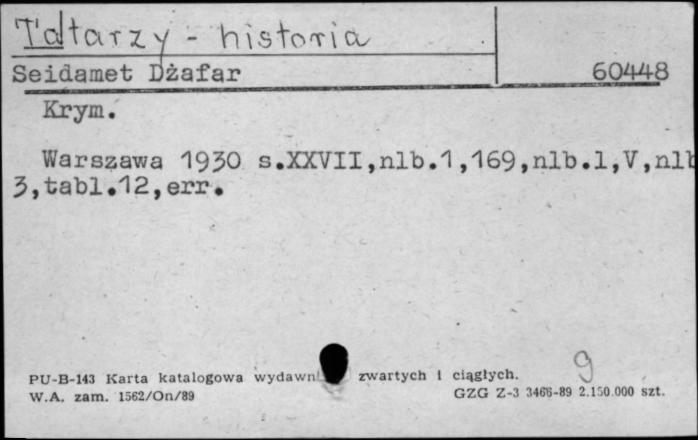 Tatarzy - historia
Seidamet Dżafar 60448
Krym.
Warszawa 1930 s.XXVII,nlb.1,169,nlb.1,V,nlb
3,tabl.12,err.
9
PU-B-143 Karta katalogowa wydawn zwartych i ciągłych.
W.A. zam. 1562/On/89 GZG Z-3 3466-89 2.150.000 szt.